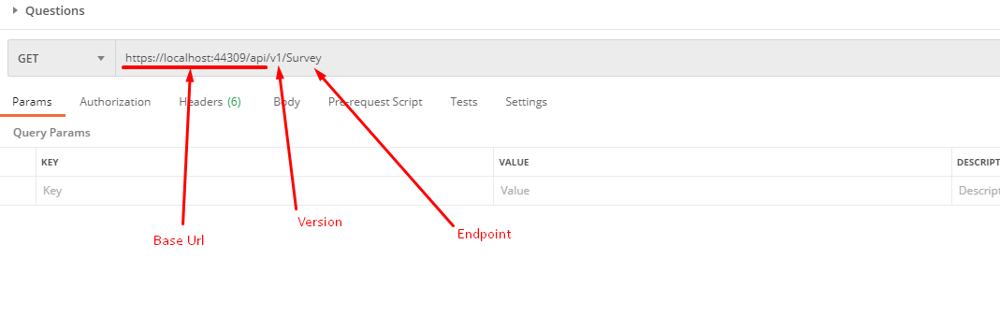 Questions
GET https://localhost:44309/api/v1/Survey
Params Authorization Headers (6) Body Pre-request Script Tests Settings
Query Params
KEY VALUE DESCRIPT
Key Value Descript
Version
Endpoint
Base Url